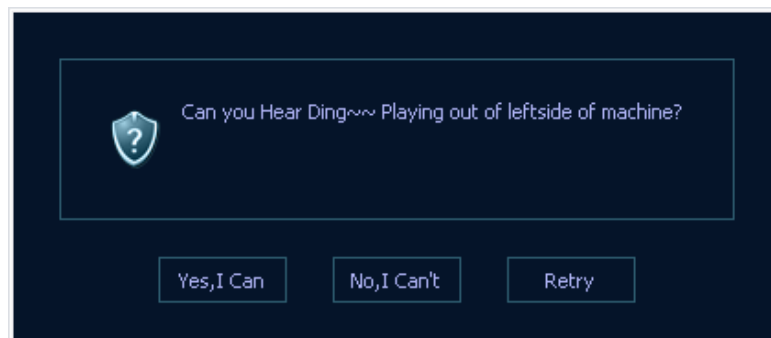 Can you Hear Ding~~ Playing out of leftside of machine?
?
Yes,I Can
No,I Can't
Retry